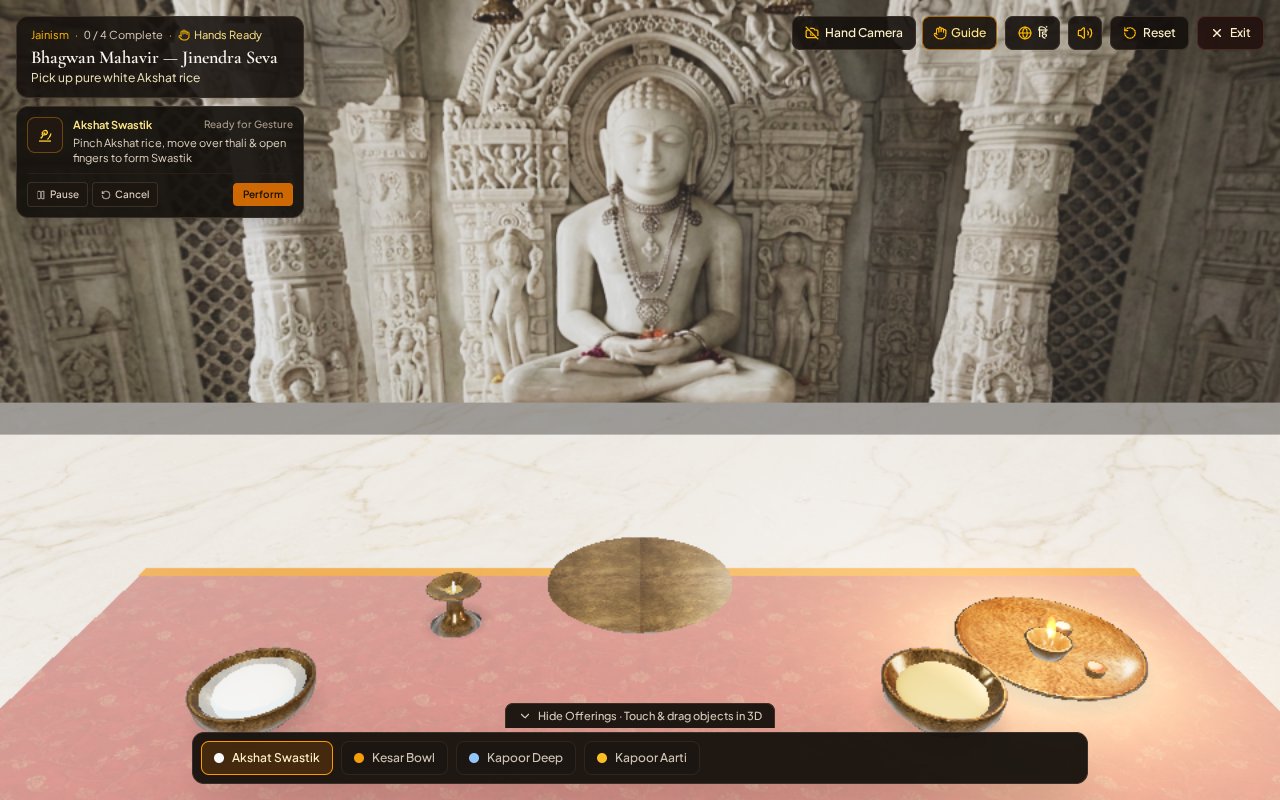 Jainism · 0 / 4 Complete · Hands Ready
Bhagwan Mahavir — Jinendra Seva
Pick up pure white Akshat rice
Akshat Swastik Ready for Gesture
Pinch Akshat rice, move over thali & open
fingers to form Swastik
Pause Cancel Perform
Hand Camera Guide हिं Reset Exit
Hide Offerings · Touch & drag objects in 3D
Akshat Swastik Kesar Bowl Kapoor Deep Kapoor Aarti